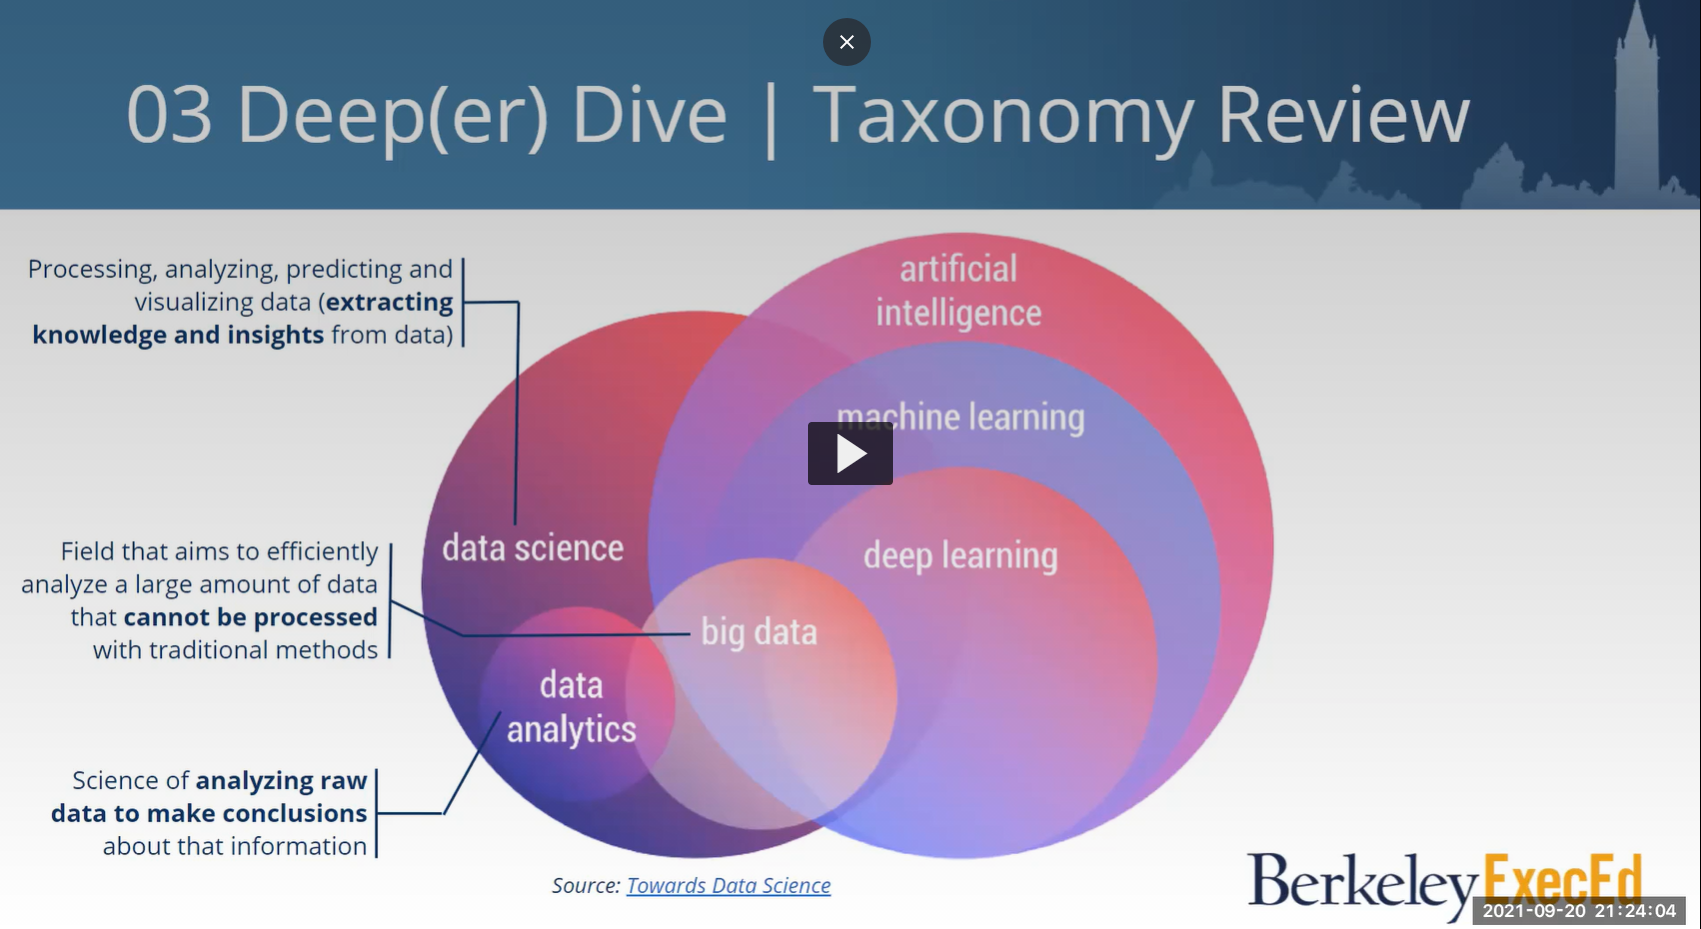 03 Deep(er) Dive | Taxonomy Review
Processing, analyzing, predicting and
visualizing data (extracting
knowledge and insights from data)
Field that aims to efficiently
analyze a large amount of data
that cannot be processed
with traditional methods
Science of analyzing raw
data to make conclusions
about that information
artificial
intelligence
machine learning
deep learning
data science
big data
data
analytics
Source: Towards Data Science
Berkeley ExecEd
2021-09-20 21:24:04